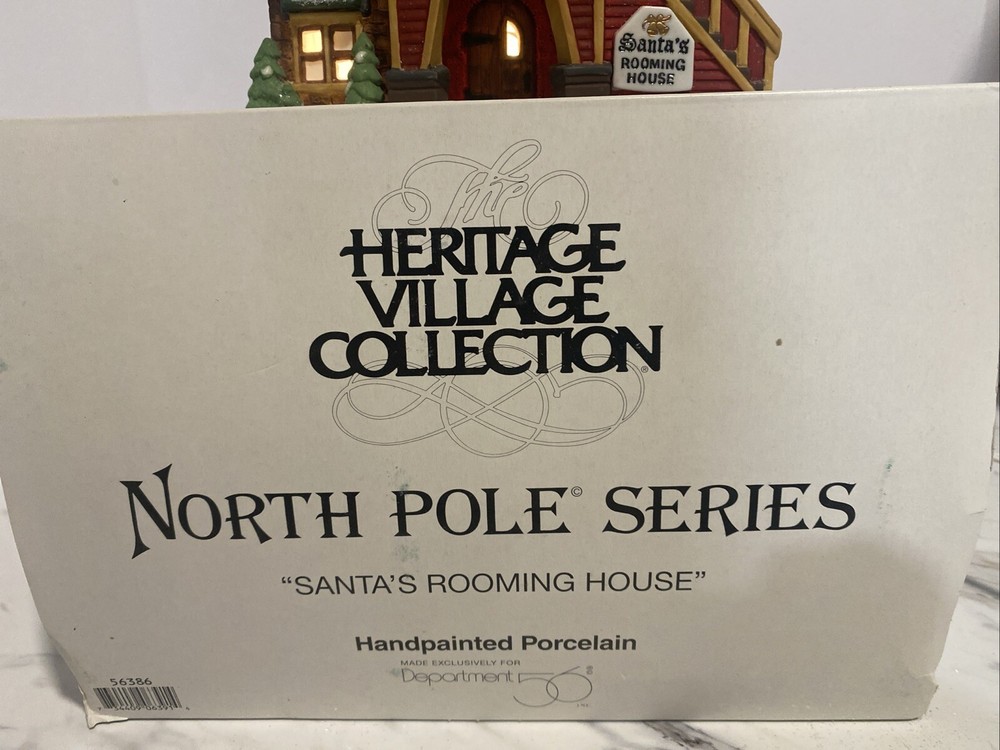 Santa's
ROOMING
HOUSE
The
HERITAGE
VILLAGE
COLLECTION®
NORTH POLE© SERIES
“SANTA’S ROOMING HOUSE”
Handpainted Porcelain
MADE EXCLUSIVELY FOR
Department 56®
INC.
56386